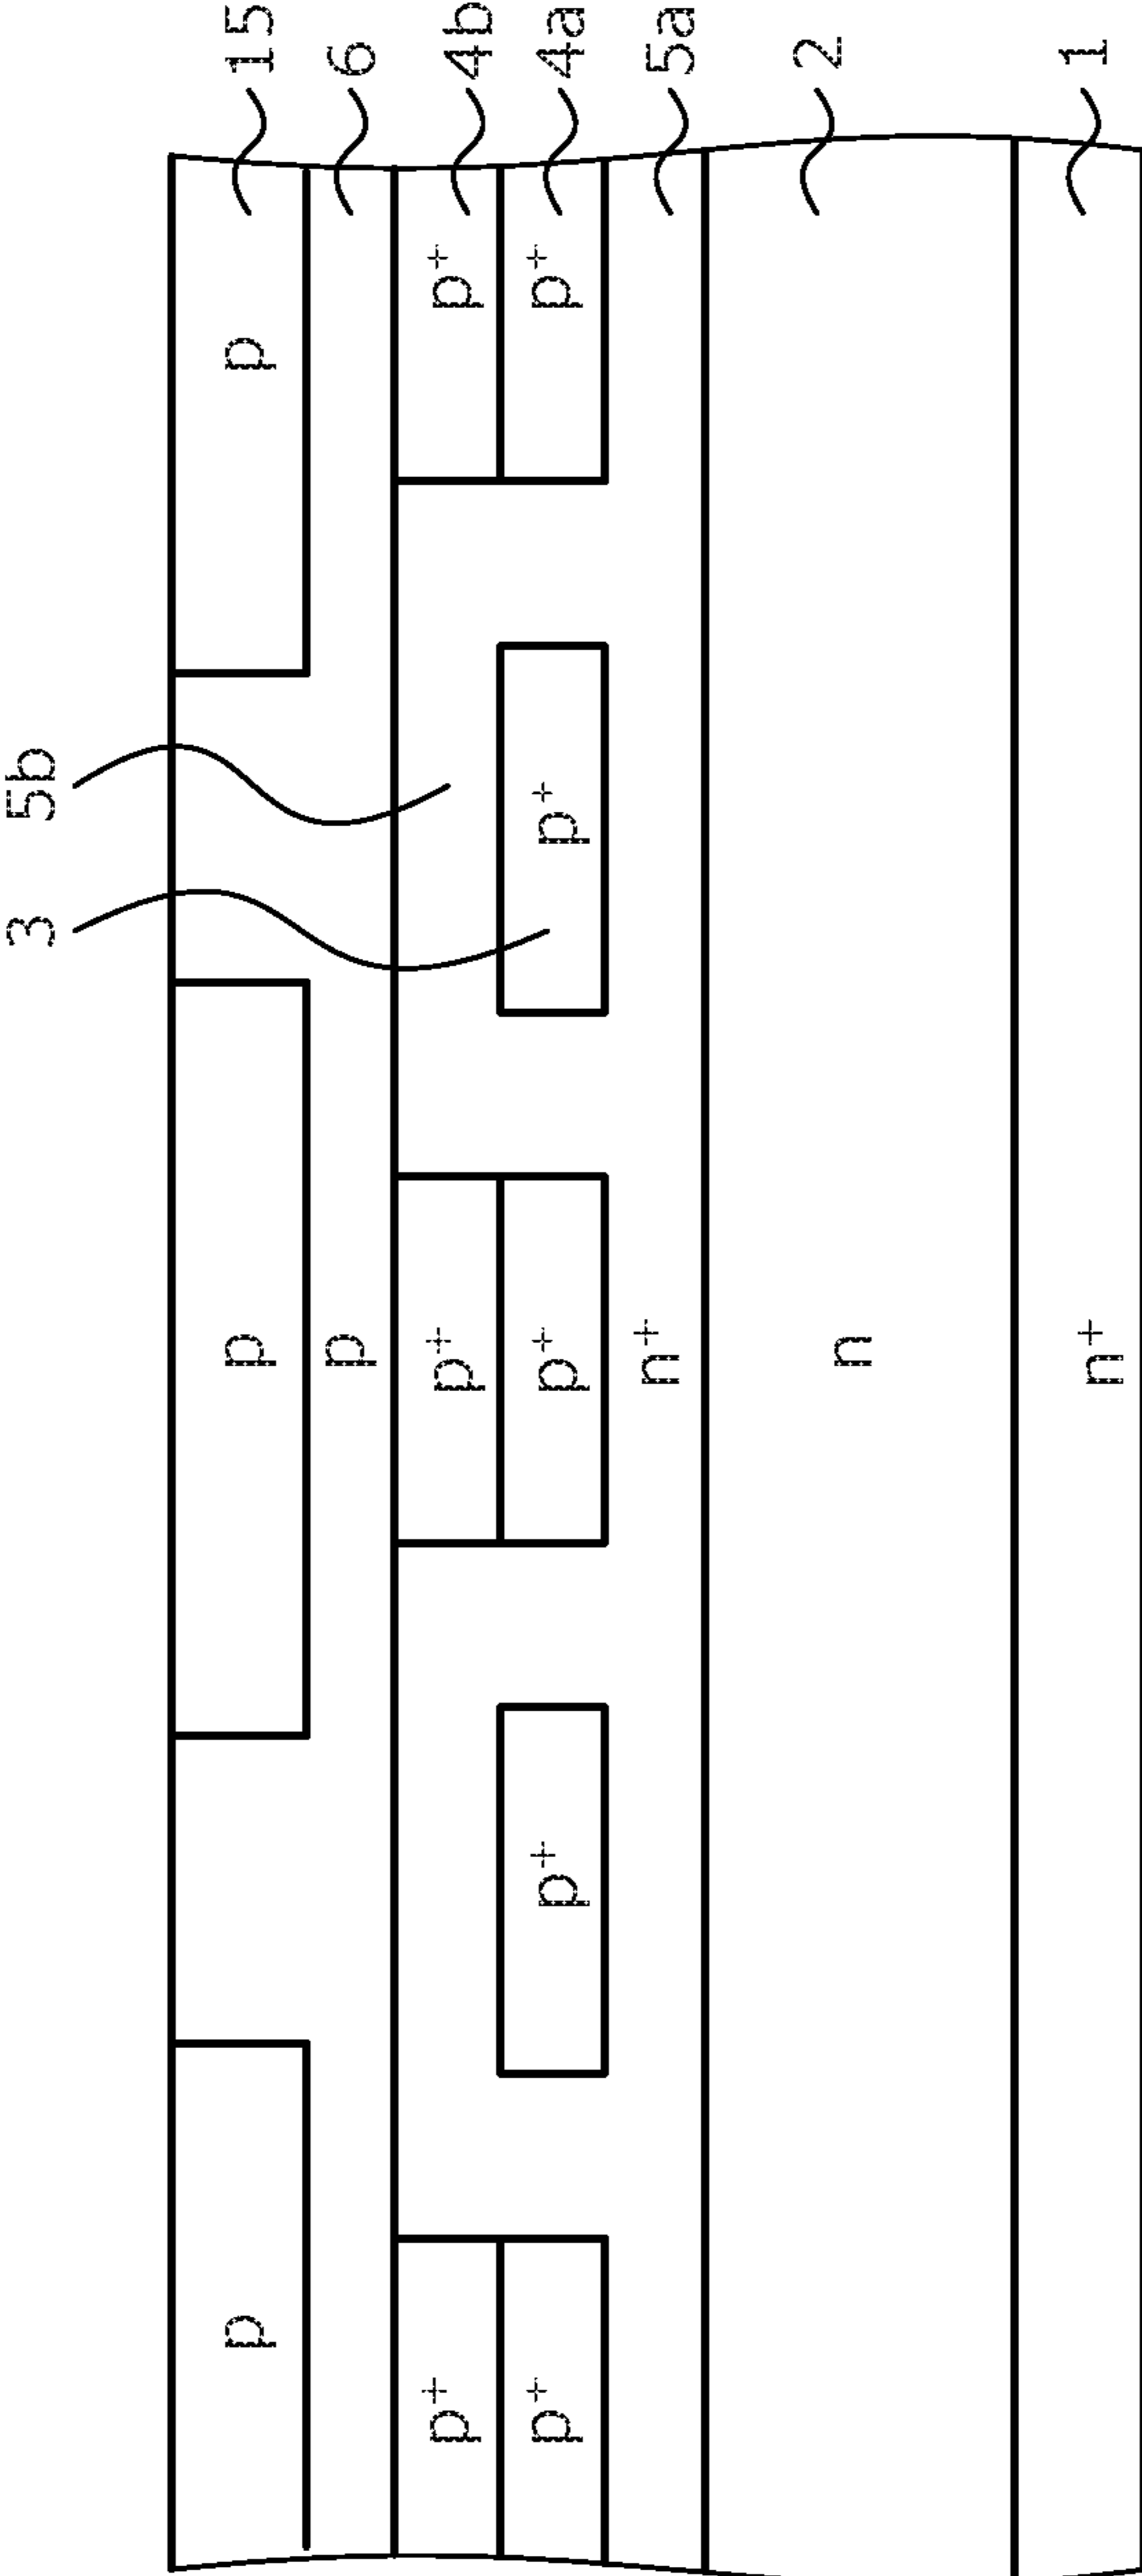 3 5b
p p p 15
p 6
p⁺ p⁺ p⁺ 4b
p⁺ p⁺ p⁺ p⁺ p⁺ 4a
n⁺ 5a
n 2
n⁺ 1